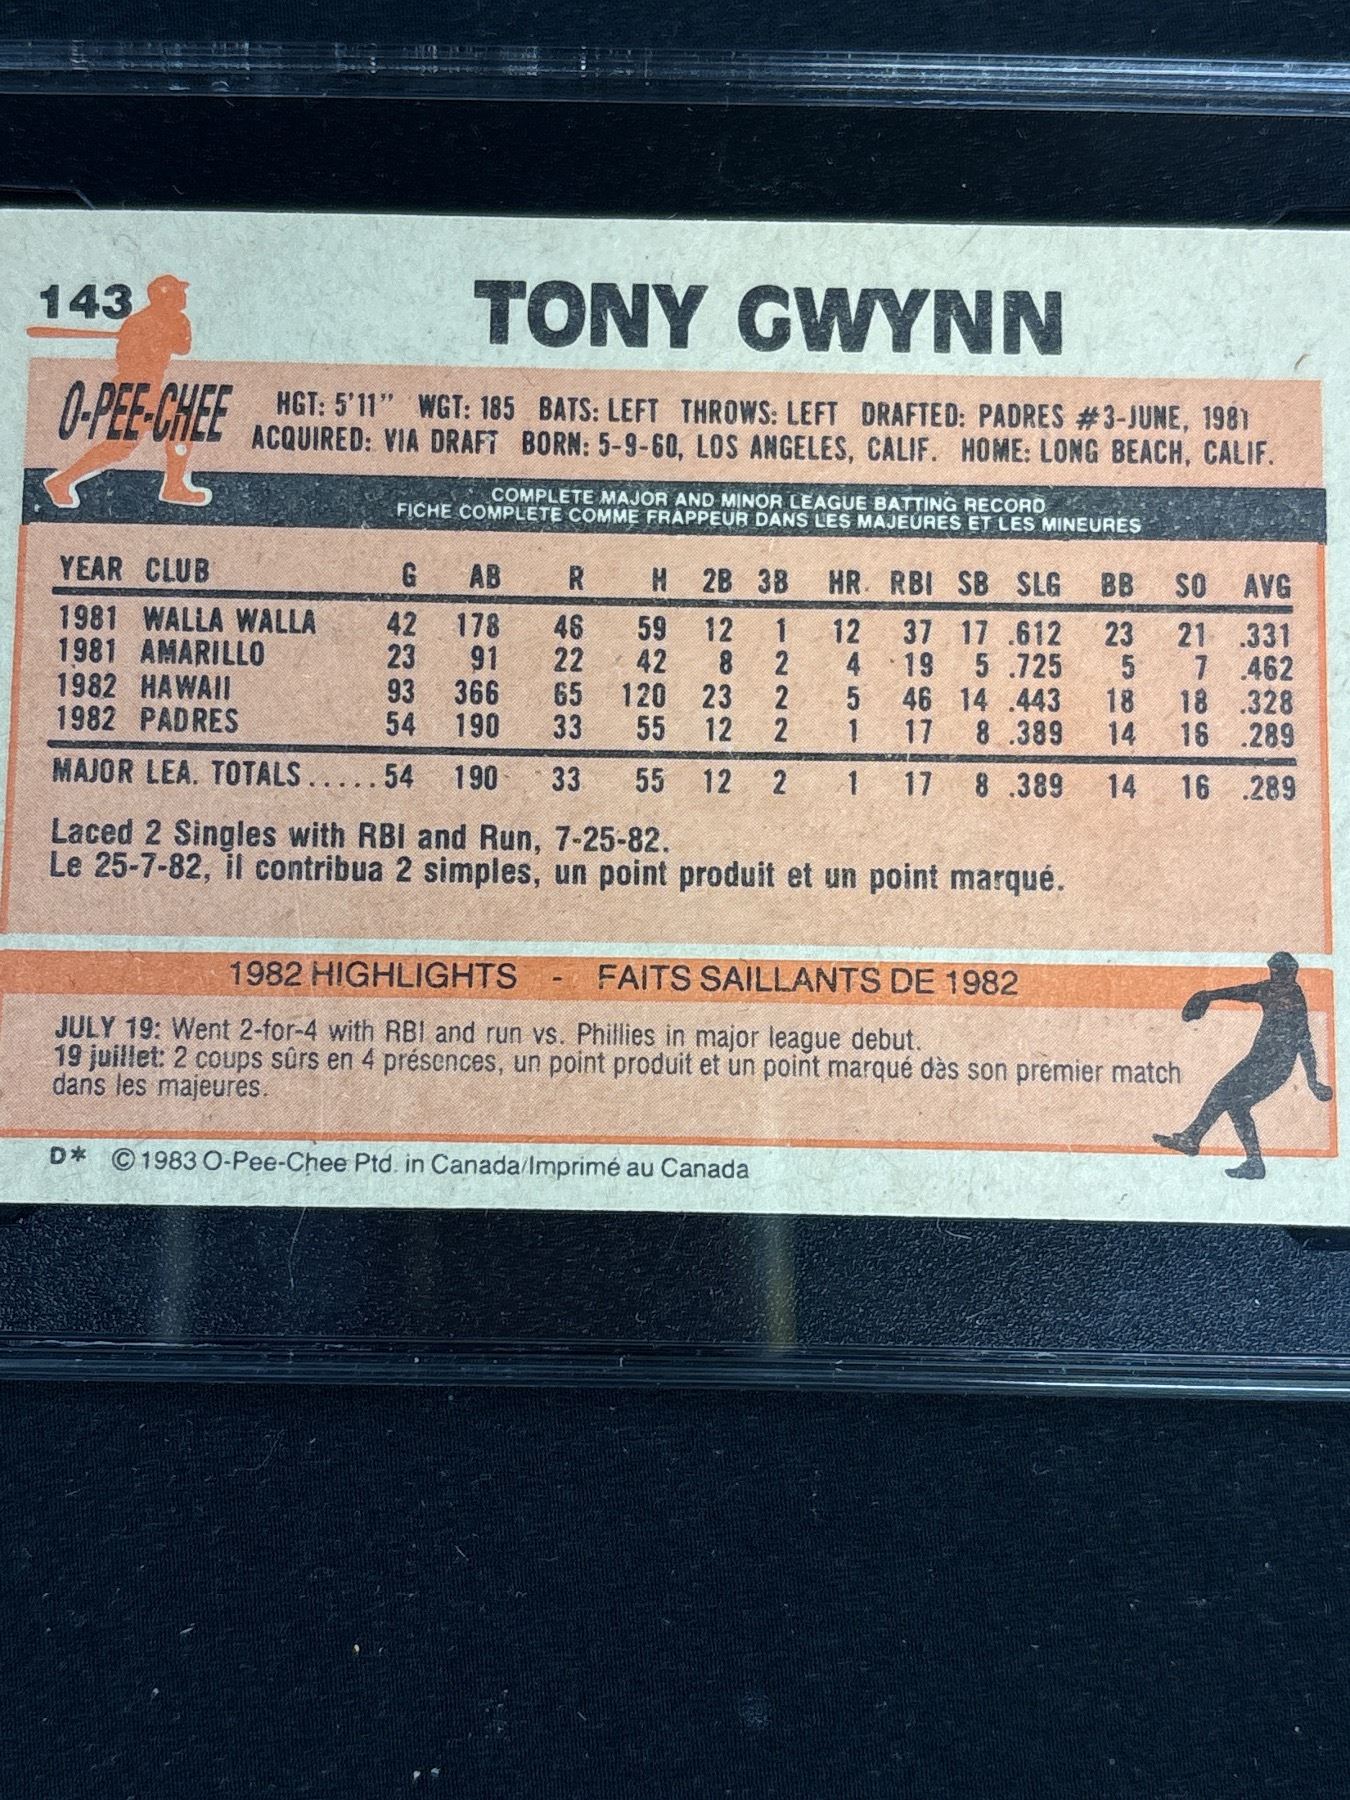 143
TONY GWYNN
O-PEE-CHEE
HGT: 5'11" WGT: 185 BATS: LEFT THROWS: LEFT DRAFTED: PADRES #3-JUNE, 1981
ACQUIRED: VIA DRAFT BORN: 5-9-60, LOS ANGELES, CALIF. HOME: LONG BEACH, CALIF.
COMPLETE MAJOR AND MINOR LEAGUE BATTING RECORD
FICHE COMPLETE COMME FRAPPEUR DANS LES MAJEURES ET LES MINEURES
YEAR CLUB G AB R H 2B 3B HR. RBI SB SLG BB SO AVG
1981 WALLA WALLA 42 178 46 59 12 1 12 37 17 .612 23 21 .331
1981 AMARILLO 23 91 22 42 8 2 4 19 5 .725 5 7 .462
1982 HAWAII 93 366 65 120 23 2 5 46 14 .443 18 18 .328
1982 PADRES 54 190 33 55 12 2 1 17 8 .389 14 16 .289
MAJOR LEA. TOTALS.....54 190 33 55 12 2 1 17 8 .389 14 16 .289
Laced 2 Singles with RBI and Run, 7-25-82.
Le 25-7-82, il contribua 2 simples, un point produit et un point marqué.
1982 HIGHLIGHTS - FAITS SAILLANTS DE 1982
JULY 19: Went 2-for-4 with RBI and run vs. Phillies in major league debut.
19 juillet: 2 coups sûrs en 4 présences, un point produit et un point marqué dès son premier match
dans les majeures.
D* © 1983 O-Pee-Chee Ptd. in Canada/Imprimé au Canada